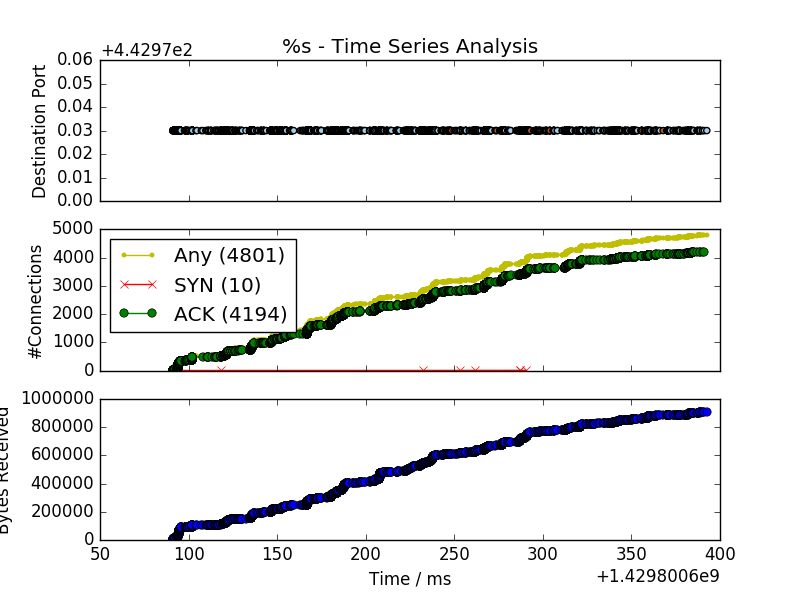 %s - Time Series Analysis
+4.4297e2
0.06
0.05
0.04
0.03
0.02
0.01
0.00
Destination Port
5000
4000
3000
2000
1000
0
#Connections
Any (4801)
SYN (10)
ACK (4194)
1000000
800000
600000
400000
200000
0
Bytes Received
50
100
150
200
250
300
350
400
Time / ms
+1.4298006e9